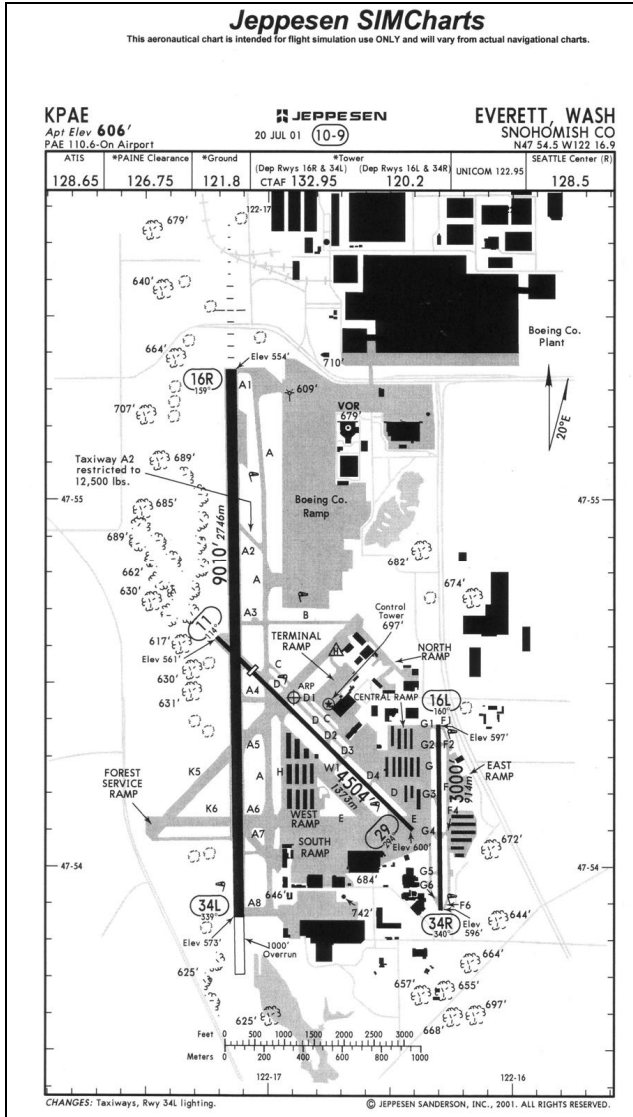 Jeppesen SIMCharts
This aeronautical chart is intended for flight simulation use ONLY and will vary from actual navigational charts.
KPAE
JEPPESEN
EVERETT, WASH
Apt Elev 606'
20 JUL 01
10-9
SNOHOMISH CO
PAE 110.6-On Airport
N47 54.5 W122 16.9
ATIS
*PAINE Clearance
*Ground
*Tower
(Dep Rwys 16R & 34L)
(Dep Rwys 16L & 34R)
UNICOM 122.95
SEATTLE Center (R)
128.65
126.75
121.8
CTAF 132.95
120.2
128.5
122-17
679'
640'
664'
Elev 554'
710'
Boeing Co.
Plant
16R
159°
A1
609'
VOR
679'
20°E
707'
A
Taxiway A2
restricted to
12,500 lbs.
689'
47-55
47-55
685'
Boeing Co.
Ramp
689'
9010' 2746m
A2
682'
662'
A
674'
630'
A3
B
Control
Tower
697'
11
617'
TERMINAL
RAMP
NORTH
RAMP
Elev 561'
C
630'
D
ARP
631'
A4
D1
CENTRAL RAMP
16L
160°
C
D
G1
F1
D2
Elev 597'
A5
D3
G2
F2
K5
W1
D4
G
EAST
RAMP
FOREST
SERVICE
RAMP
A
H
4504'
1373m
D
F
3000'
914m
G3
K6
A6
WEST
RAMP
E
E
29
294°
F4
G4
A7
SOUTH
RAMP
Elev 600'
672'
47-54
47-54
684'
G5
G6
646'
34L
339°
A8
742'
F6
644'
34R
340°
Elev
596'
Elev 573'
1000'
Overrun
664'
625'
657'
655'
697'
668'
625'
Feet 0 500 1000 1500 2000 2500 3000
Meters 0 200 400 600 800 1000
122-17
122-16
CHANGES: Taxiways, Rwy 34L lighting.
© JEPPESEN SANDERSON, INC., 2001. ALL RIGHTS RESERVED.